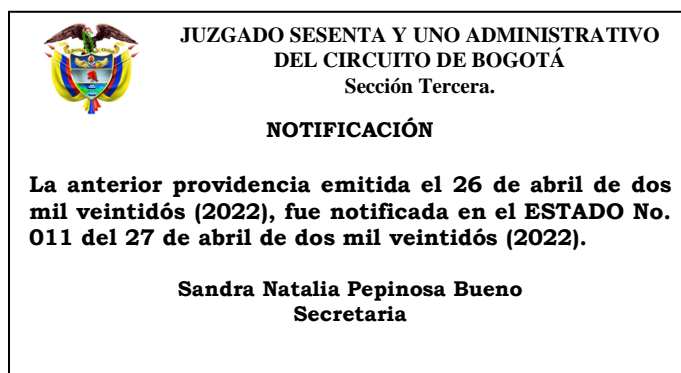 JUZGADO SESENTA Y UNO ADMINISTRATIVO
DEL CIRCUITO DE BOGOTÁ
Sección Tercera.
NOTIFICACIÓN
La anterior providencia emitida el 26 de abril de dos
mil veintidós (2022), fue notificada en el ESTADO No.
011 del 27 de abril de dos mil veintidós (2022).
Sandra Natalia Pepinosa Bueno
Secretaria